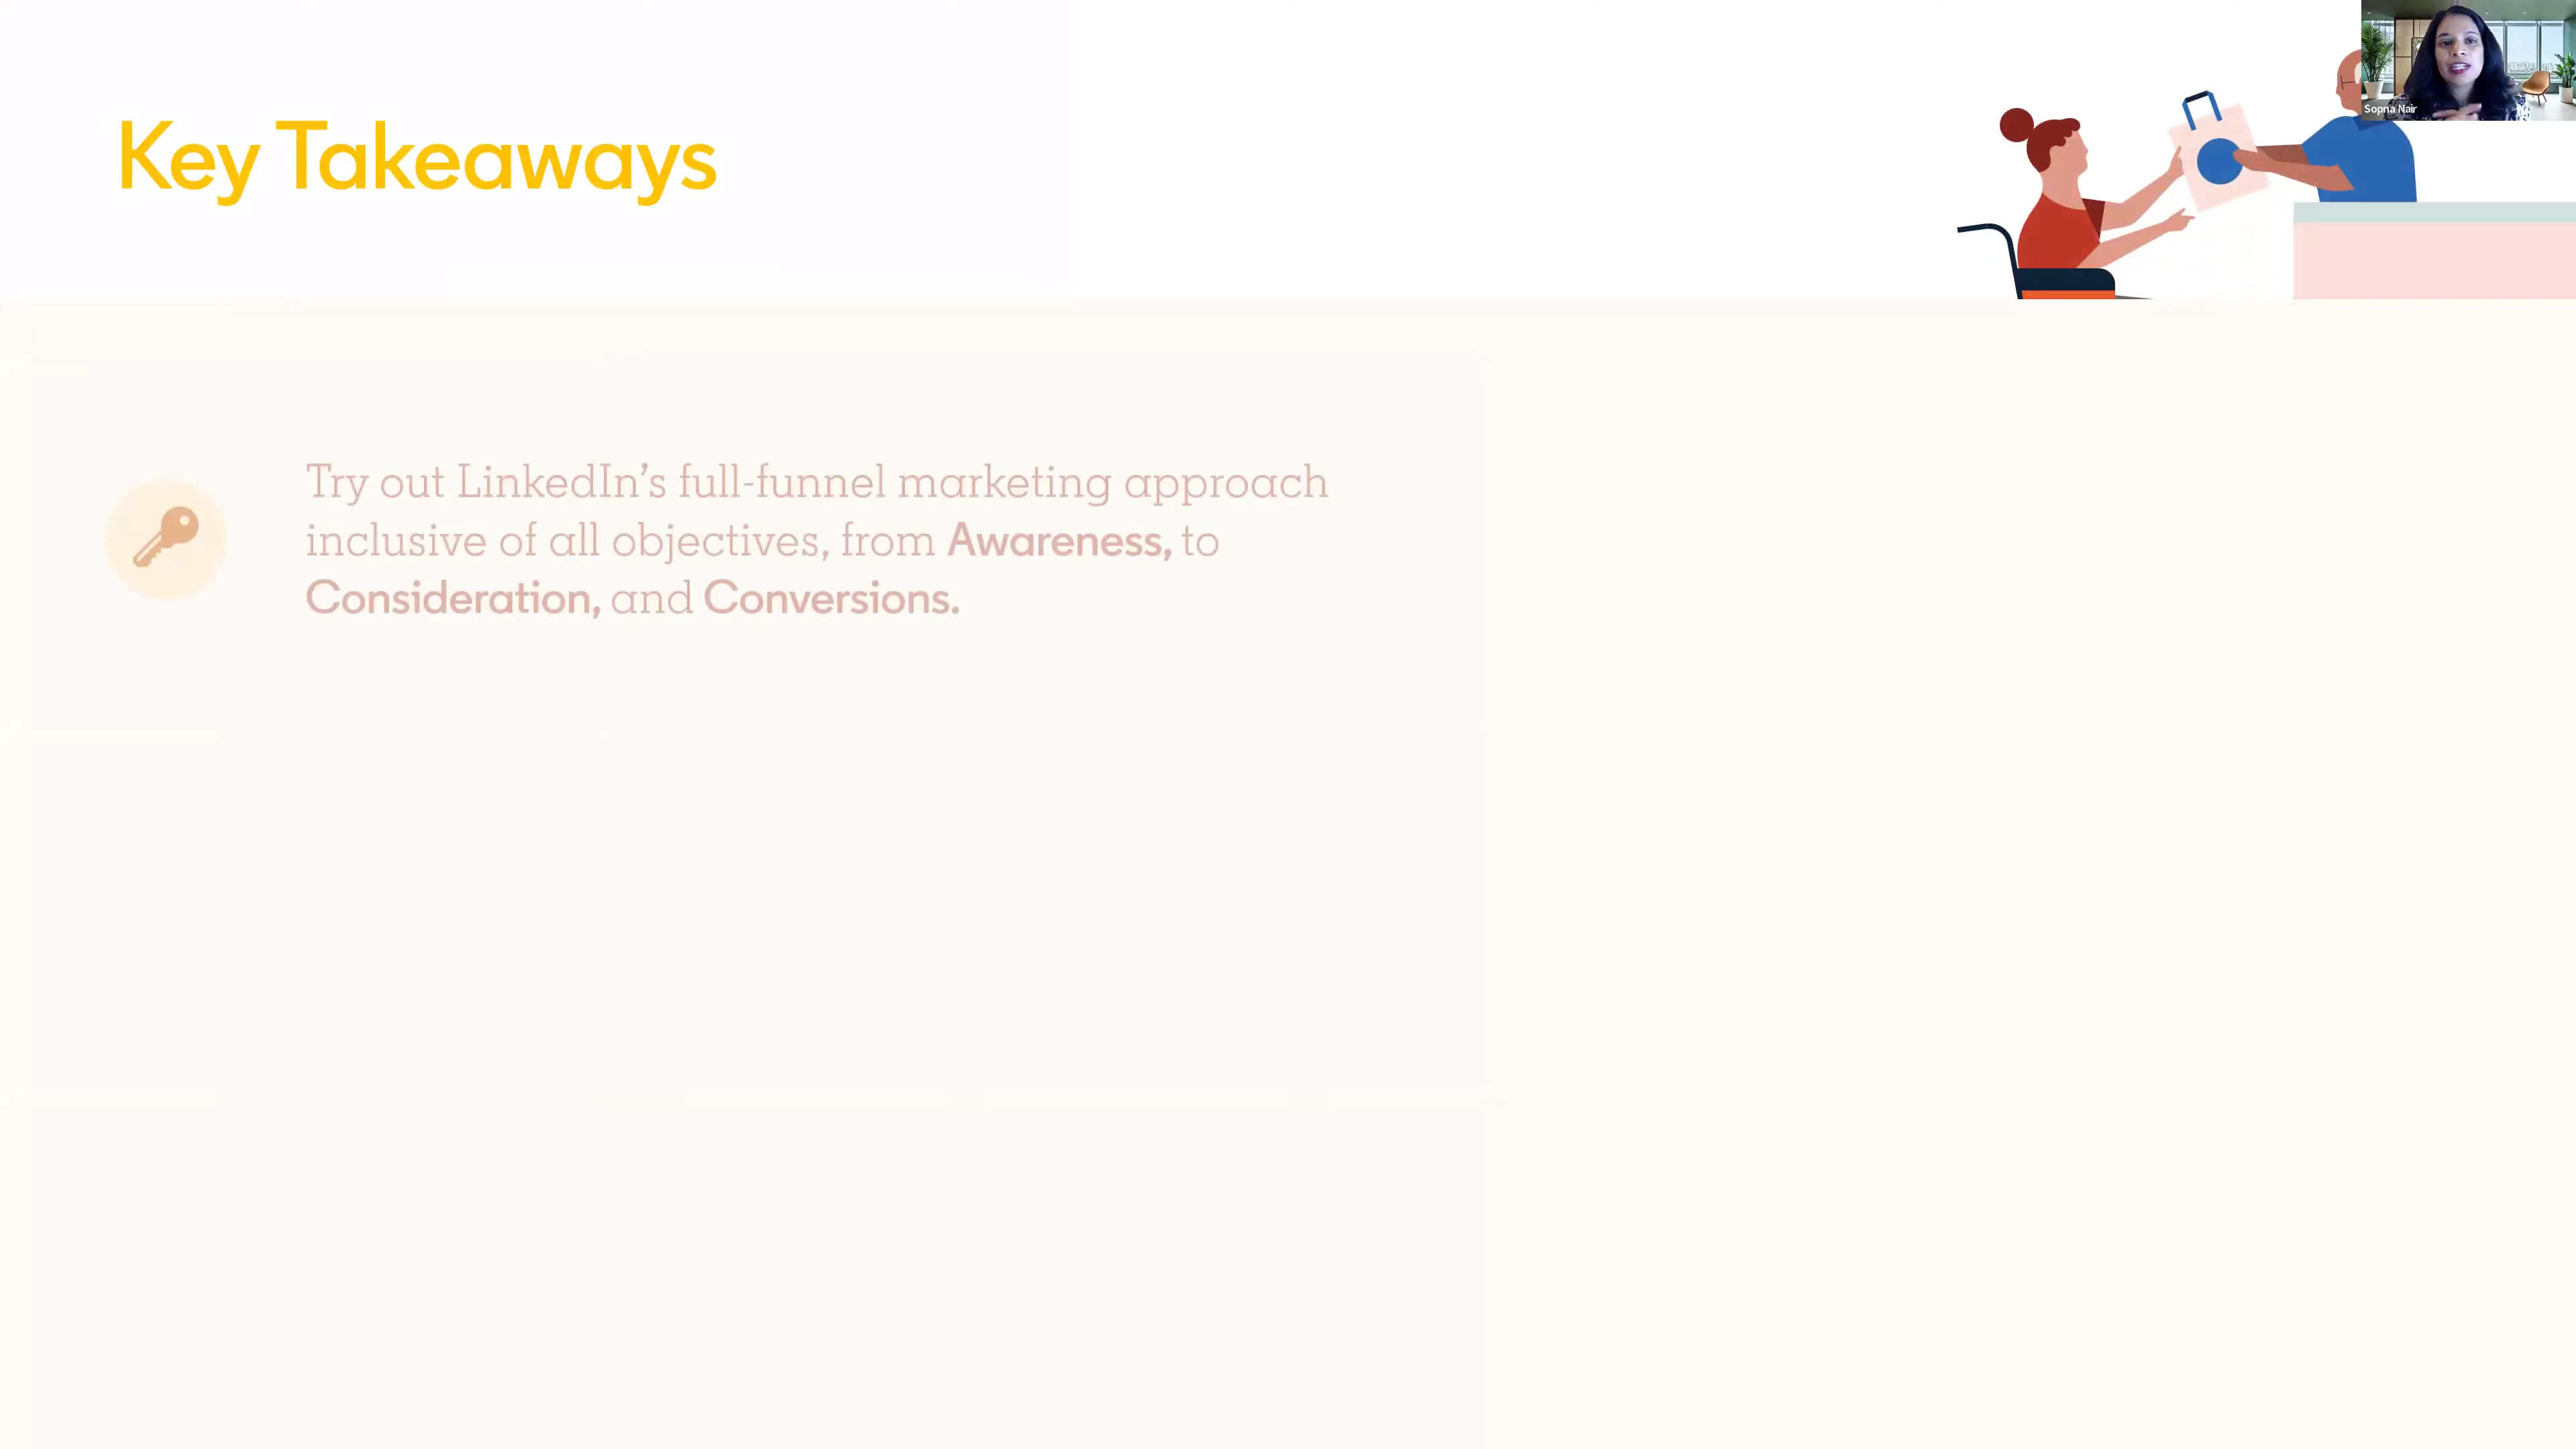 Key Takeaways
Sopna Nair
Try out LinkedIn’s full-funnel marketing approach
inclusive of all objectives, from Awareness, to
Consideration, and Conversions.